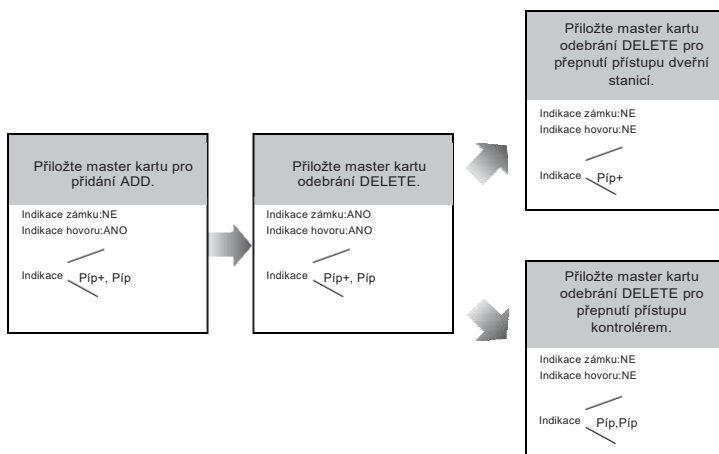 Přiložte master kartu pro
přidání ADD.
Indikace zámku:NE
Indikace hovoru:ANO
Indikace Píp+, Píp
Přiložte master kartu
odebrání DELETE.
Indikace zámku:ANO
Indikace hovoru:ANO
Indikace Píp+, Píp
Přiložte master kartu
odebrání DELETE pro
přepnutí přístupu dveřní
stanicí.
Indikace zámku:NE
Indikace hovoru:NE
Indikace Píp+
Přiložte master kartu
odebrání DELETE pro
přepnutí přístupu
kontrolérem.
Indikace zámku:NE
Indikace hovoru:NE
Indikace Píp,Píp